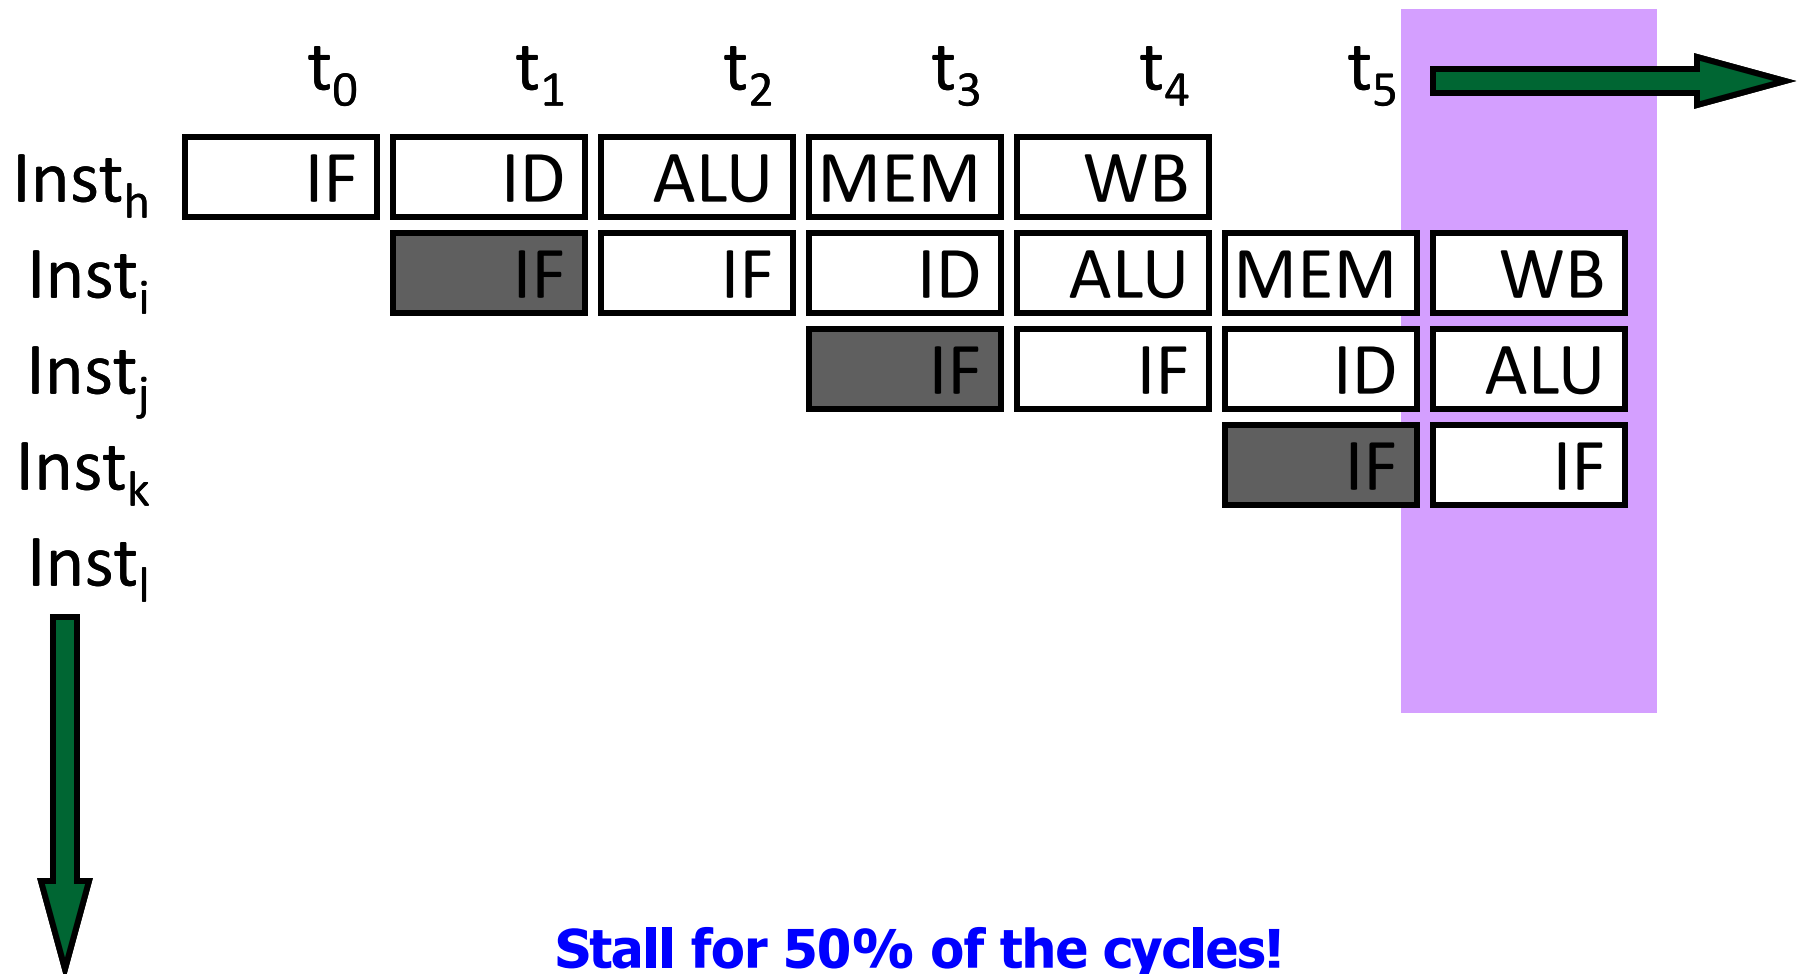 t₀ t₁ t₂ t₃ t₄ t₅
Instₕ IF ID ALU MEM WB
Instᵢ IF IF ID ALU MEM WB
Instⱼ IF IF ID ALU
Instₖ IF IF
Instₗ
Stall for 50% of the cycles!